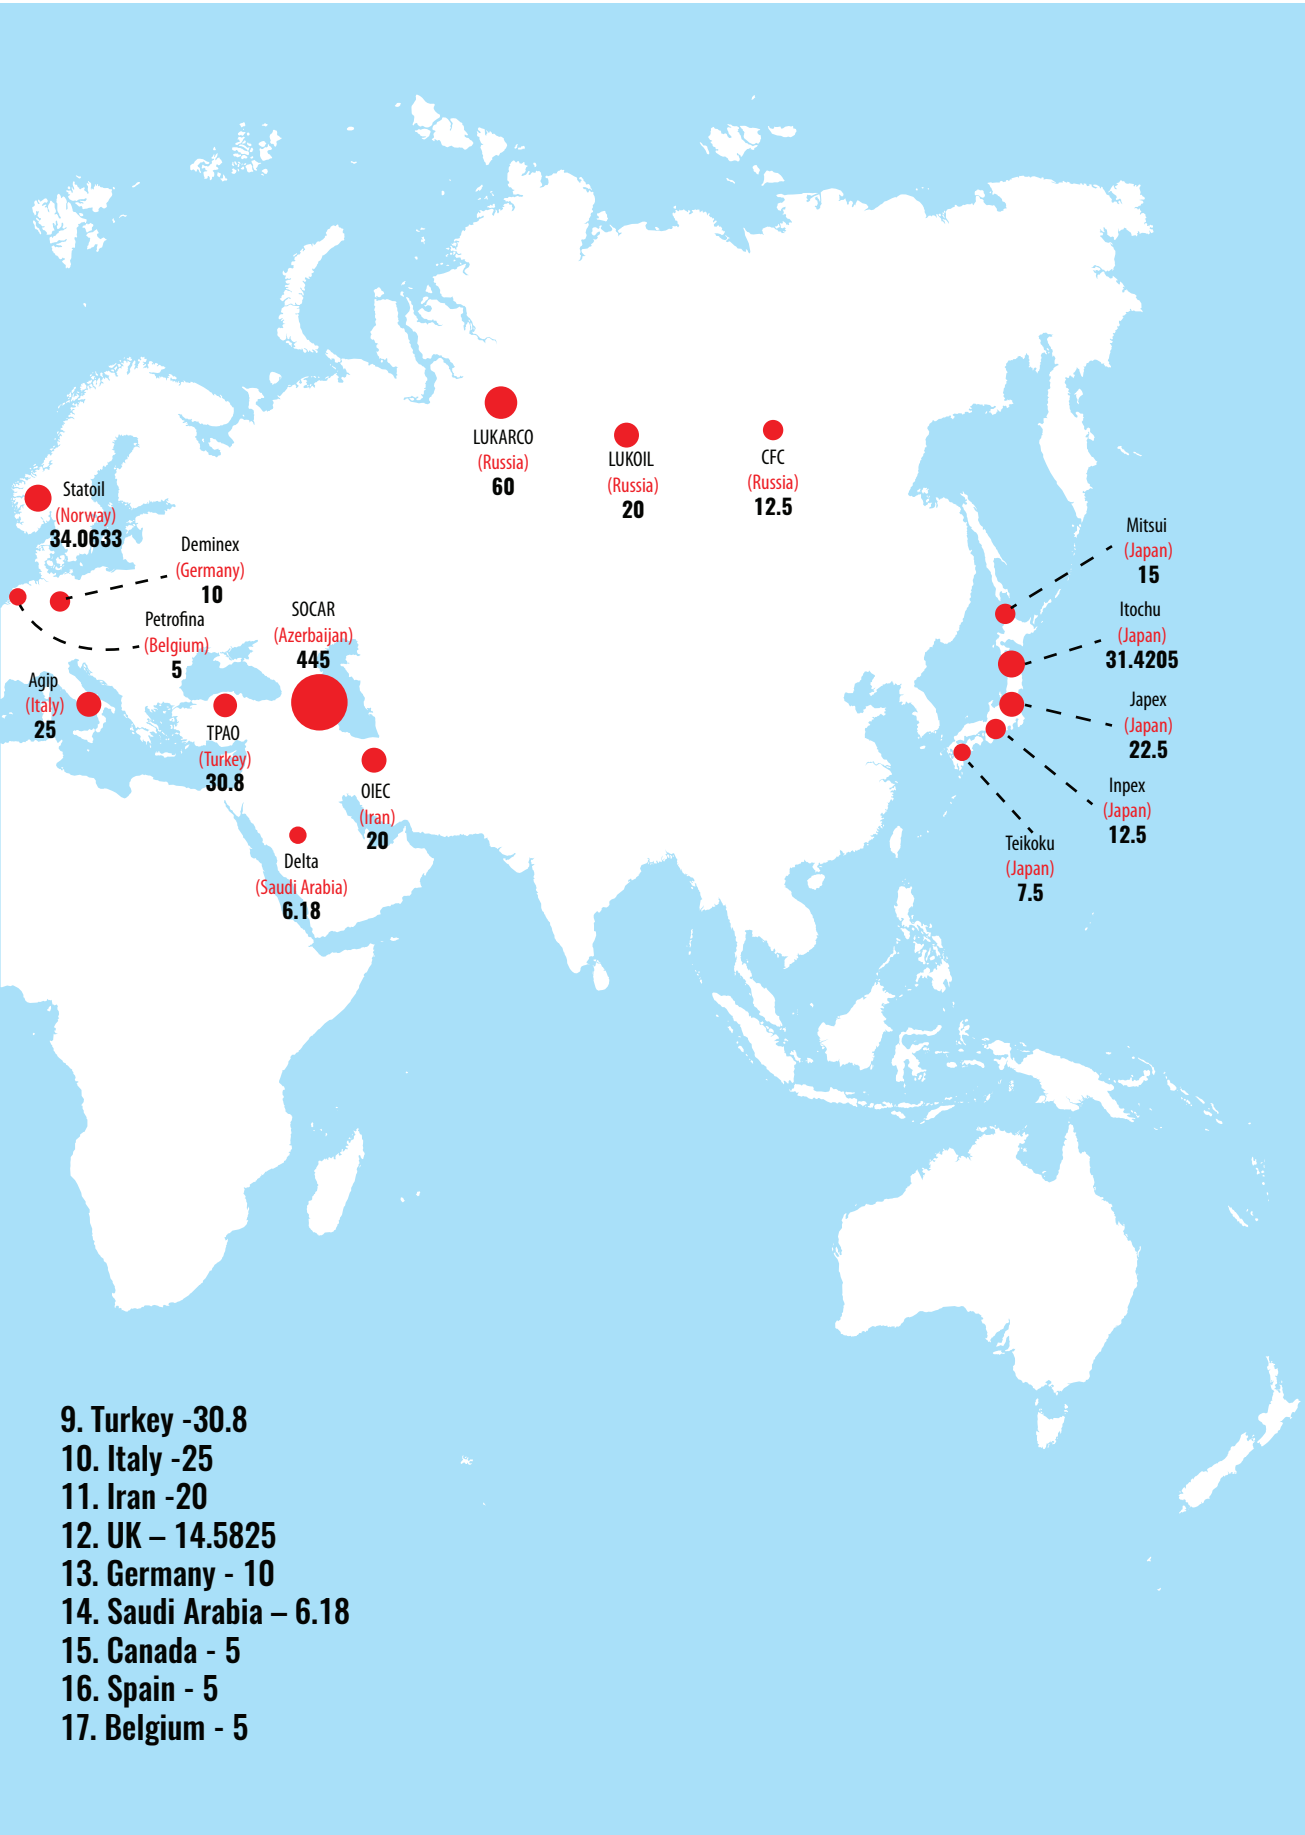 LUKARCO
(Russia)
60
LUKOIL
(Russia)
20
CFC
(Russia)
12.5
Statoil
(Norway)
34.0633
Deminex
(Germany)
10
Petrofina
(Belgium)
5
SOCAR
(Azerbaijan)
445
Agip
(Italy)
25
TPAO
(Turkey)
30.8
OIEC
(Iran)
20
Delta
(Saudi Arabia)
6.18
Mitsui
(Japan)
15
Itochu
(Japan)
31.4205
Japex
(Japan)
22.5
Inpex
(Japan)
12.5
Teikoku
(Japan)
7.5
9. Turkey -30.8
10. Italy -25
11. Iran -20
12. UK – 14.5825
13. Germany - 10
14. Saudi Arabia – 6.18
15. Canada - 5
16. Spain - 5
17. Belgium - 5